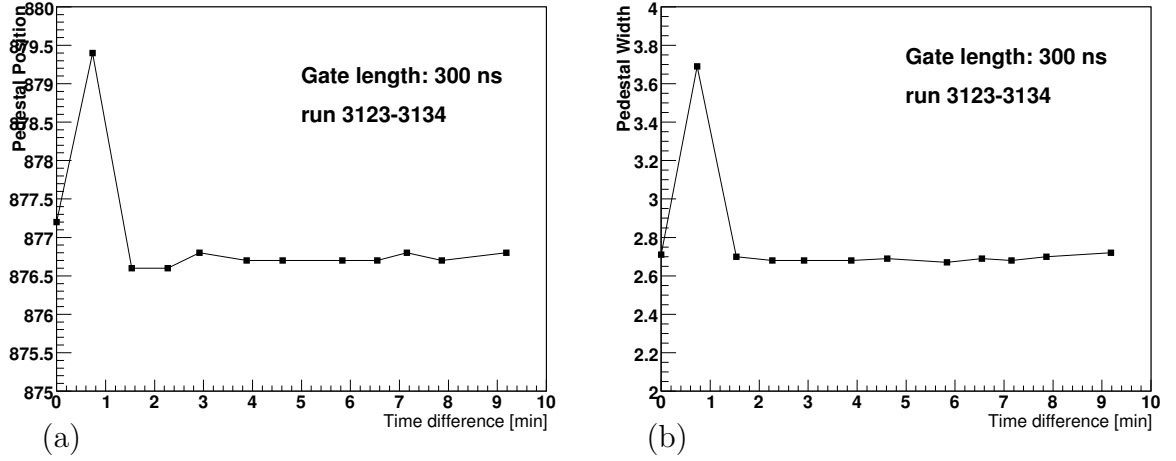 Pedestal Position
880
879.5
879
878.5
878
877.5
877
876.5
876
875.5
875
Gate length: 300 ns
run 3123-3134
0 1 2 3 4 5 6 7 8 9 10
Time difference [min]
(a)
Pedestal Width
4
3.8
3.6
3.4
3.2
3
2.8
2.6
2.4
2.2
2
Gate length: 300 ns
run 3123-3134
0 1 2 3 4 5 6 7 8 9 10
Time difference [min]
(b)